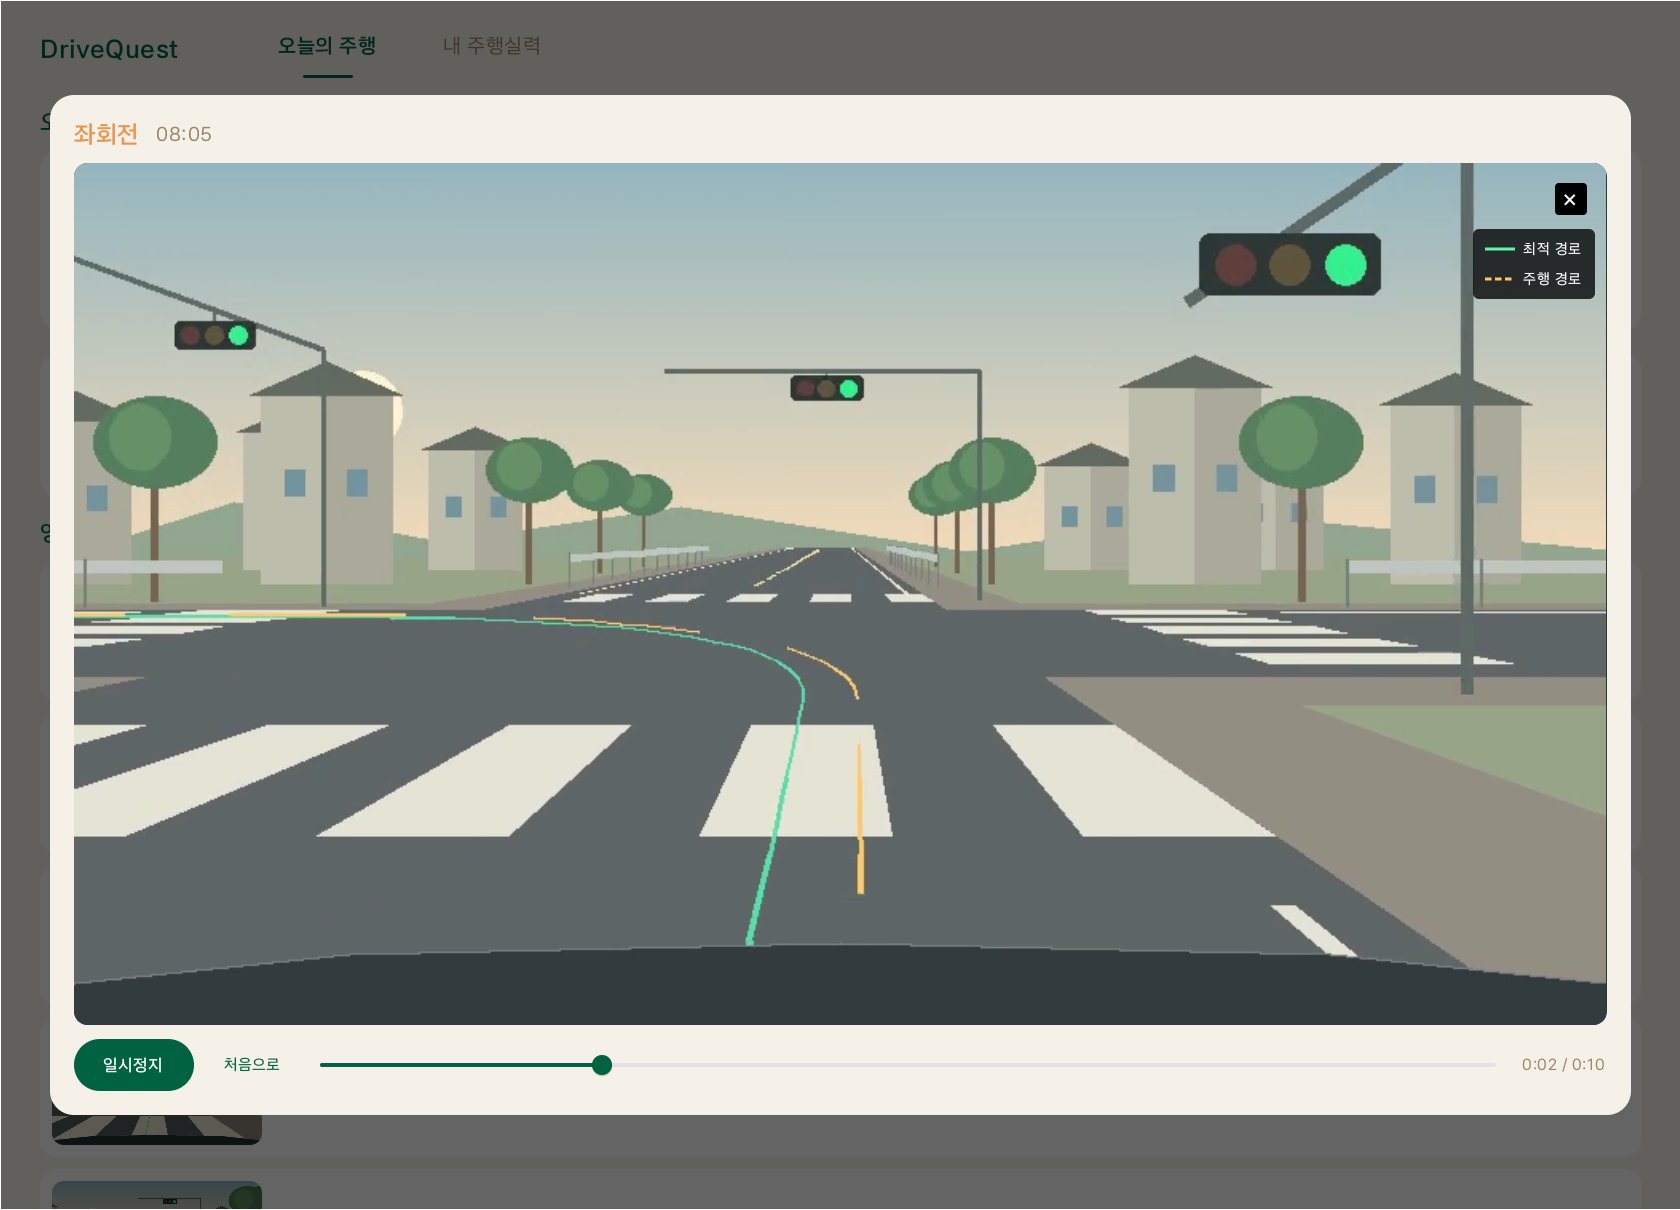 DriveQuest
오늘의 주행
내 주행실력
좌회전 08:05
최적 경로
주행 경로
일시정지
처음으로
0:02 / 0:10